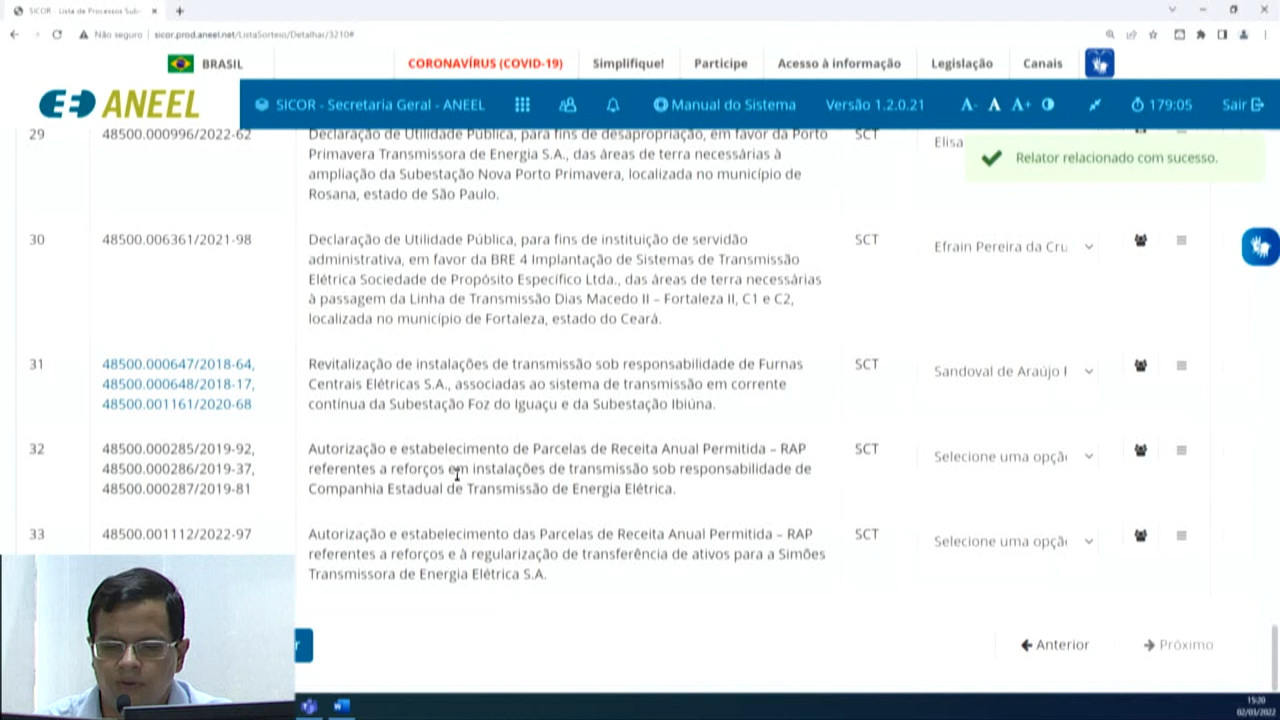 SICOR - Lista de Processos Sub-
Não seguro | sicor.prod.aneel.net/ListaSorteio/Detalhar/3210#
BRASIL
CORONAVÍRUS (COVID-19)
Simplifique!
Participe
Acesso à informação
Legislação
Canais
ANEEL
SICOR - Secretaria Geral - ANEEL
Manual do Sistema
Versão 1.2.0.21
A-
A
A+
179:05
Sair
Relator relacionado com sucesso.
29
48500.000996/2022-62
Declaração de Utilidade Pública, para fins de desapropriação, em favor da Porto
Primavera Transmissora de Energia S.A., das áreas de terra necessárias à
ampliação da Subestação Nova Porto Primavera, localizada no município de
Rosana, estado de São Paulo.
SCT
Elisa
30
48500.006361/2021-98
Declaração de Utilidade Pública, para fins de instituição de servidão
administrativa, em favor da BRE 4 Implantação de Sistemas de Transmissão
Elétrica Sociedade de Propósito Específico Ltda., das áreas de terra necessárias
à passagem da Linha de Transmissão Dias Macedo II – Fortaleza II, C1 e C2,
localizada no município de Fortaleza, estado do Ceará.
SCT
Efrain Pereira da Cru
31
48500.000647/2018-64,
48500.000648/2018-17,
48500.001161/2020-68
Revitalização de instalações de transmissão sob responsabilidade de Furnas
Centrais Elétricas S.A., associadas ao sistema de transmissão em corrente
contínua da Subestação Foz do Iguaçu e da Subestação Ibiúna.
SCT
Sandoval de Araújo F
32
48500.000285/2019-92,
48500.000286/2019-37,
48500.000287/2019-81
Autorização e estabelecimento de Parcelas de Receita Anual Permitida – RAP
referentes a reforços em instalações de transmissão sob responsabilidade de
Companhia Estadual de Transmissão de Energia Elétrica.
SCT
Selecione uma opçã
33
48500.001112/2022-97
Autorização e estabelecimento das Parcelas de Receita Anual Permitida – RAP
referentes a reforços e à regularização de transferência de ativos para a Simões
Transmissora de Energia Elétrica S.A.
SCT
Selecione uma opçã
r
Anterior
Próximo
15:20
02/03/2022